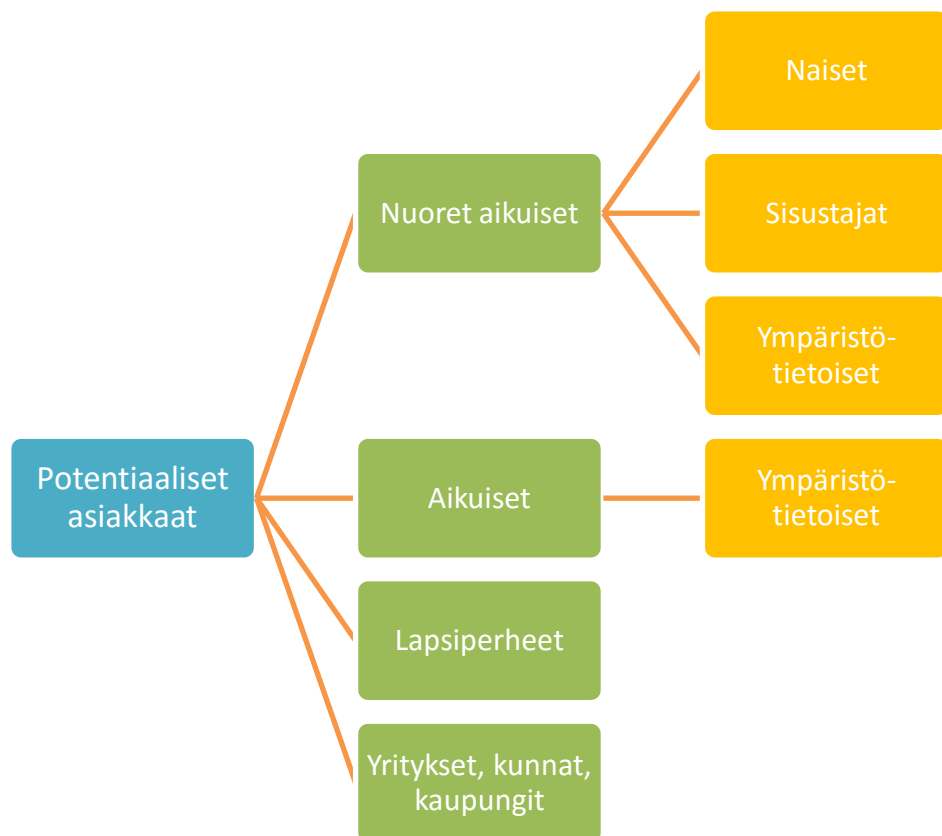 Naiset
Nuoret aikuiset
Sisustajat
Ympäristö-
tietoiset
Potentiaaliset
asiakkaat
Aikuiset
Ympäristö-
tietoiset
Lapsiperheet
Yritykset, kunnat,
kaupungit